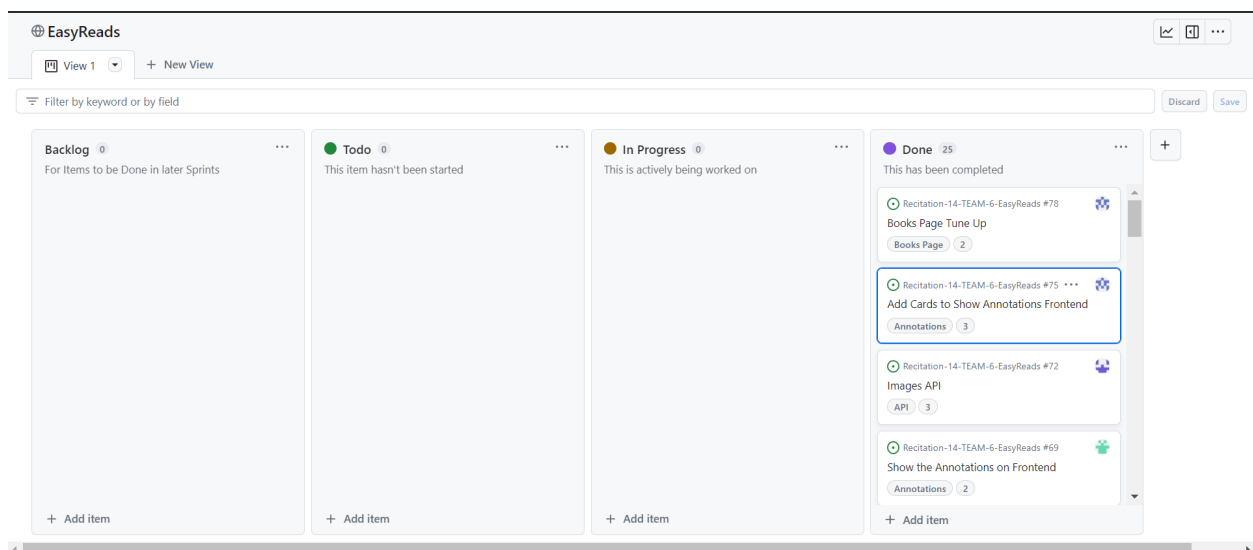 EasyReads
View 1
New View
Filter by keyword or by field
Discard
Save
Backlog 0
For Items to be Done in later Sprints
Add item
Todo 0
This item hasn't been started
Add item
In Progress 0
This is actively being worked on
Add item
Done 25
This has been completed
Recitation-14-TEAM-6-EasyReads #78
Books Page Tune Up
Books Page 2
Recitation-14-TEAM-6-EasyReads #75
Add Cards to Show Annotations Frontend
Annotations 3
Recitation-14-TEAM-6-EasyReads #72
Images API
API 3
Recitation-14-TEAM-6-EasyReads #69
Show the Annotations on Frontend
Annotations 2
Add item